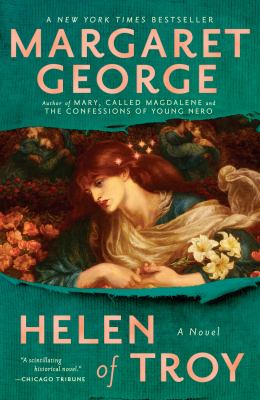 A NEW YORK TIMES BESTSELLER
MARGARET
GEORGE
Author of MARY, CALLED MAGDALENE and
THE CONFESSIONS OF YOUNG NERO
HELEN
A Novel
of TROY
"A scintillating
historical novel."
—CHICAGO TRIBUNE